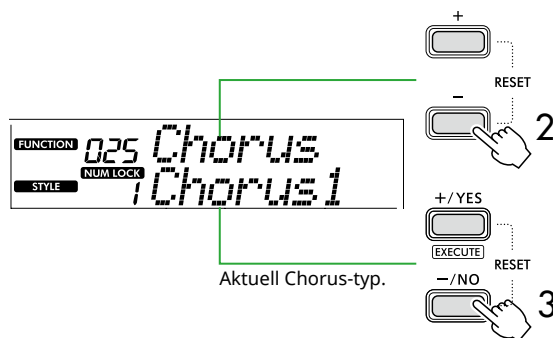 +
RESET
−
2
FUNCTION 025 Chorus
NUM LOCK
STYLE 1 Chorus1
+/YES
EXECUTE
RESET
−/NO
3
Aktuell Chorus-typ.